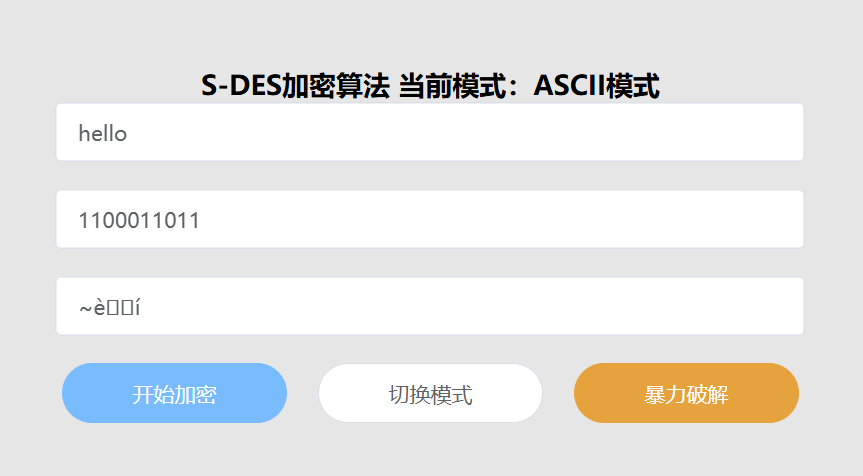 S-DES加密算法 当前模式：ASCII模式
hello
1100011011
~è▯▯í
开始加密 切换模式 暴力破解